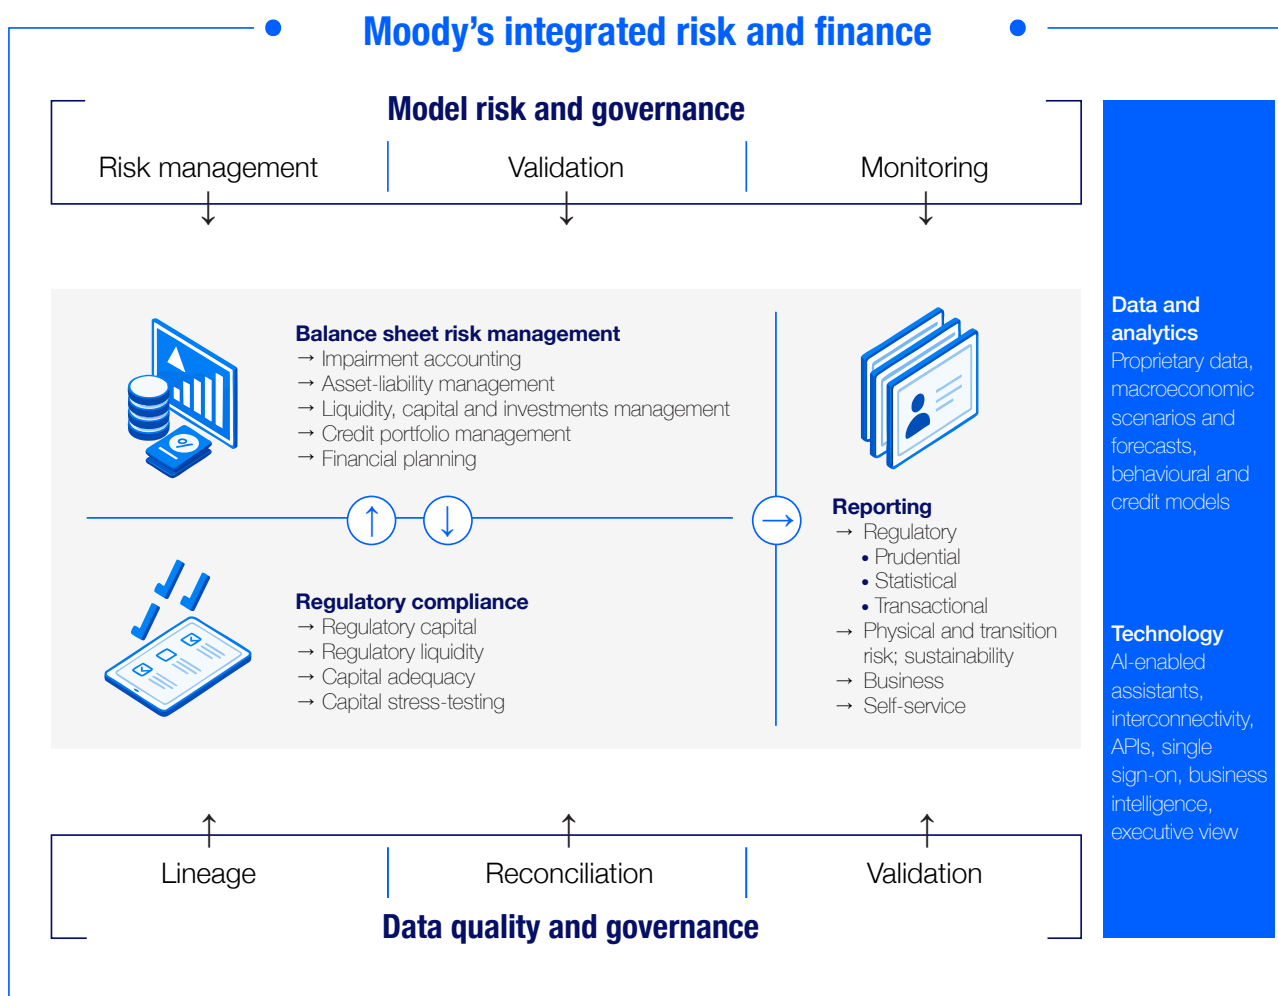 Moody’s integrated risk and finance
Model risk and governance
Risk management
Validation
Monitoring
Balance sheet risk management
→ Impairment accounting
→ Asset-liability management
→ Liquidity, capital and investments management
→ Credit portfolio management
→ Financial planning
Regulatory compliance
→ Regulatory capital
→ Regulatory liquidity
→ Capital adequacy
→ Capital stress-testing
Reporting
→ Regulatory
• Prudential
• Statistical
• Transactional
→ Physical and transition
risk; sustainability
→ Business
→ Self-service
Lineage
Reconciliation
Validation
Data quality and governance
Data and
analytics
Proprietary data,
macroeconomic
scenarios and
forecasts,
behavioural and
credit models
Technology
AI-enabled
assistants,
interconnectivity,
APIs, single
sign-on, business
intelligence,
executive view